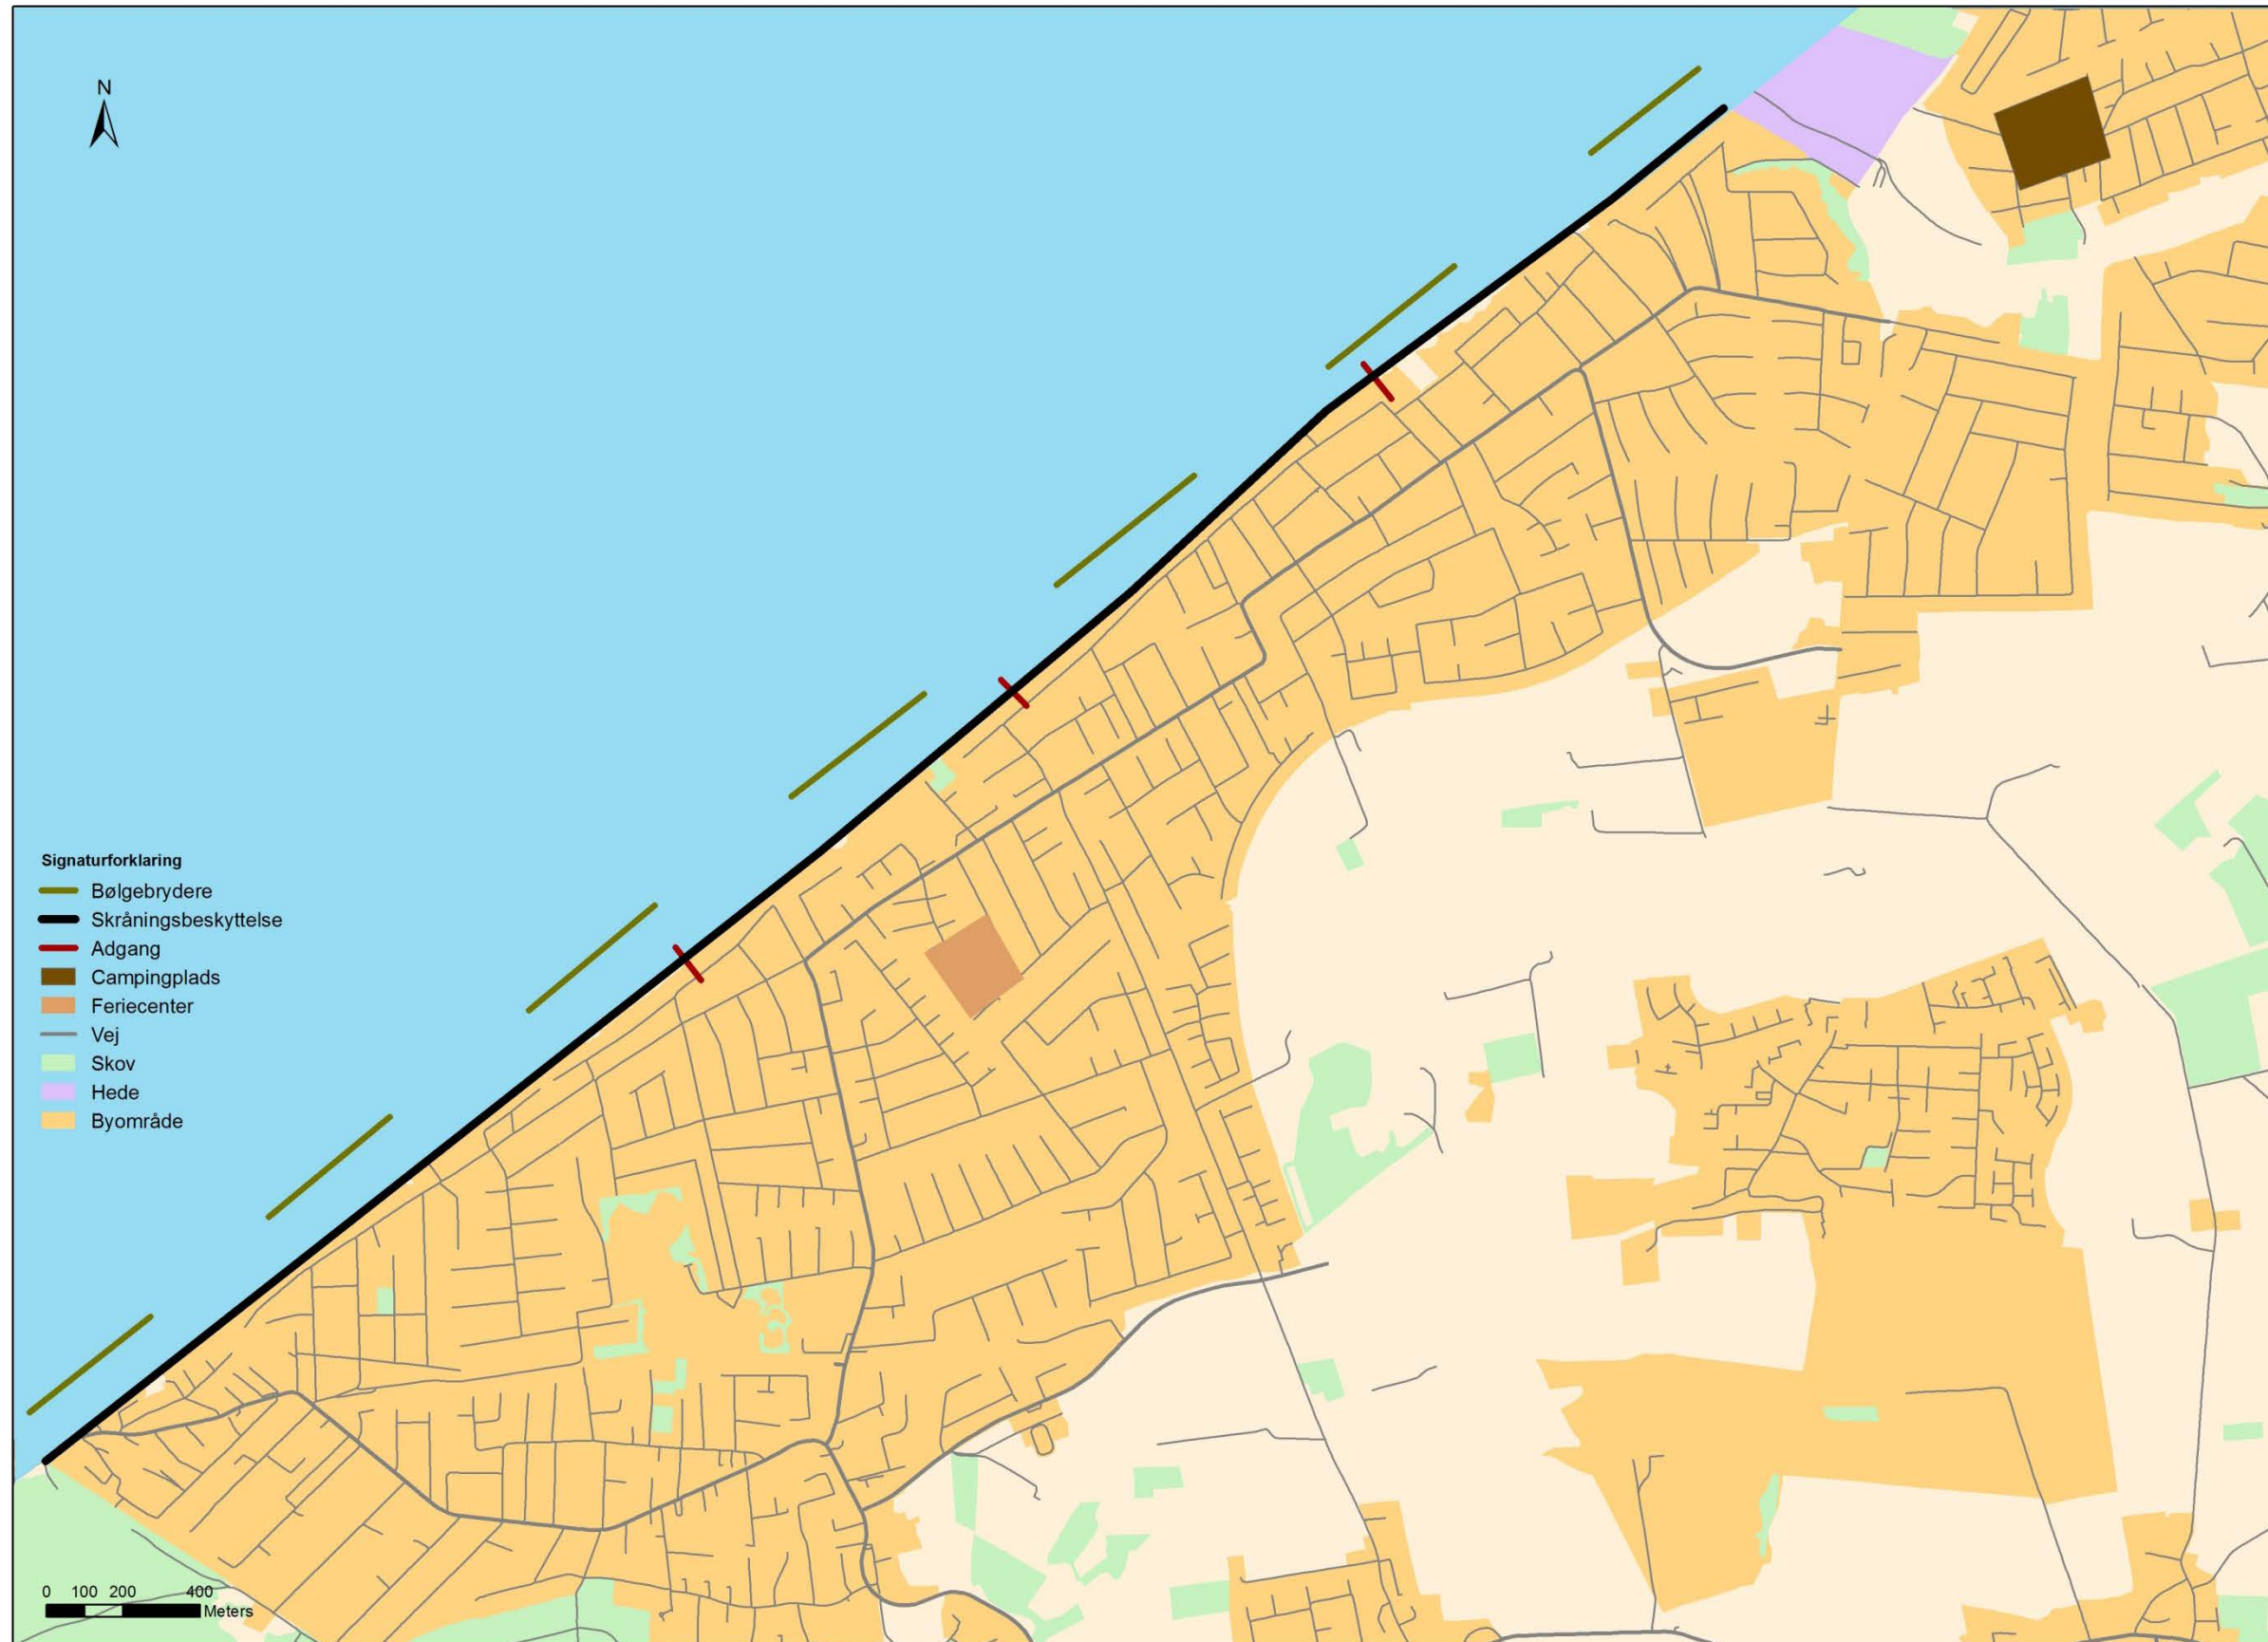 N
Signaturforklaring
Bølgebrydere
Skråningsbeskyttelse
Adgang
Campingplads
Feriecenter
Vej
Skov
Hede
Byområde
0 100 200 400
Meters